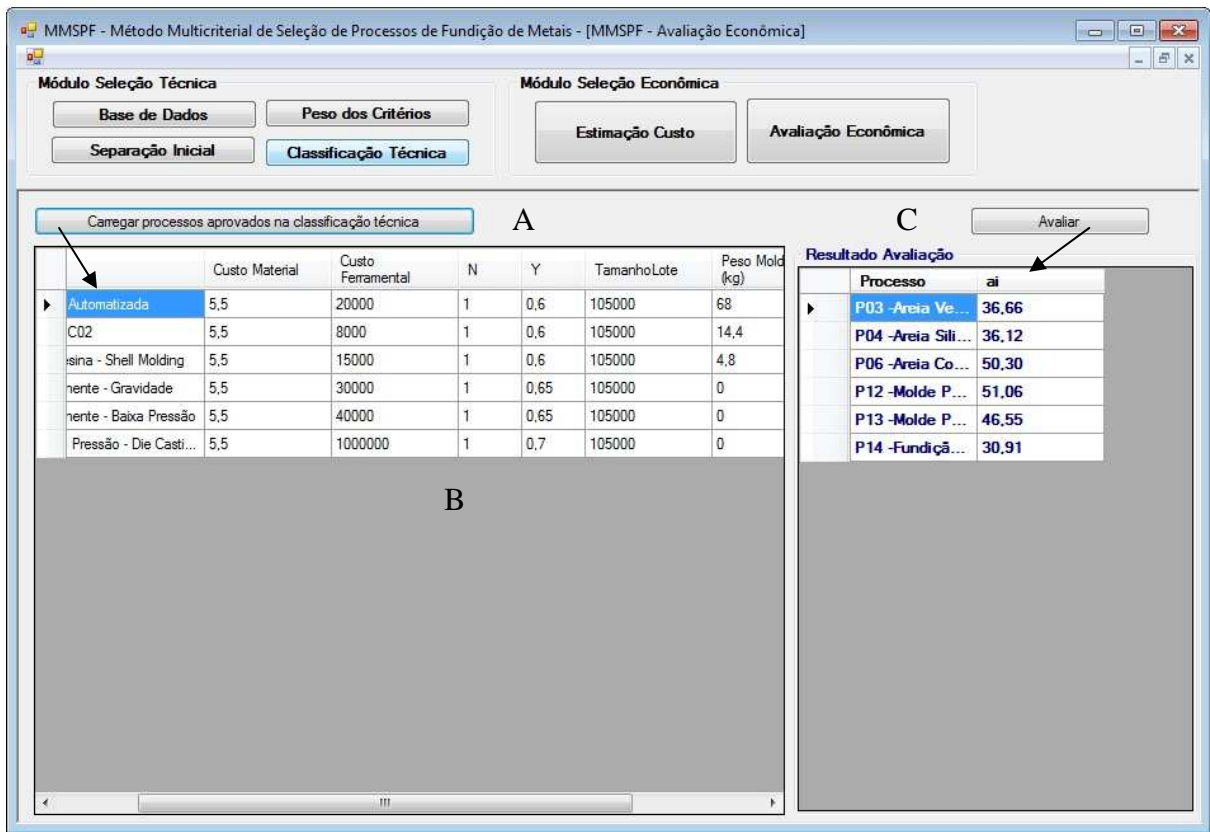 MMSPF - Método Multicriterial de Seleção de Processos de Fundição de Metais - [MMSPF - Avaliação Econômica]
Módulo Seleção Técnica
Base de Dados
Peso dos Critérios
Separação Inicial
Classificação Técnica
Módulo Seleção Econômica
Estimação Custo
Avaliação Econômica
Carregar processos aprovados na classificação técnica
A
C
Avaliar
Custo Material Custo Ferramental N Y TamanhoLote Peso Mold (kg)
Automatizada 5,5 20000 1 0,6 105000 68
C02 5,5 8000 1 0,6 105000 14,4
esina - Shell Molding 5,5 15000 1 0,6 105000 4,8
nente - Gravidade 5,5 30000 1 0,65 105000 0
nente - Baixa Pressão 5,5 40000 1 0,65 105000 0
Pressão - Die Casti... 5,5 1000000 1 0,7 105000 0
B
Resultado Avaliação
Processo ai
P03 -Areia Ve... 36,66
P04 -Areia Sili... 36,12
P06 -Areia Co... 50,30
P12 -Molde P... 51,06
P13 -Molde P... 46,55
P14 -Fundiçã... 30,91